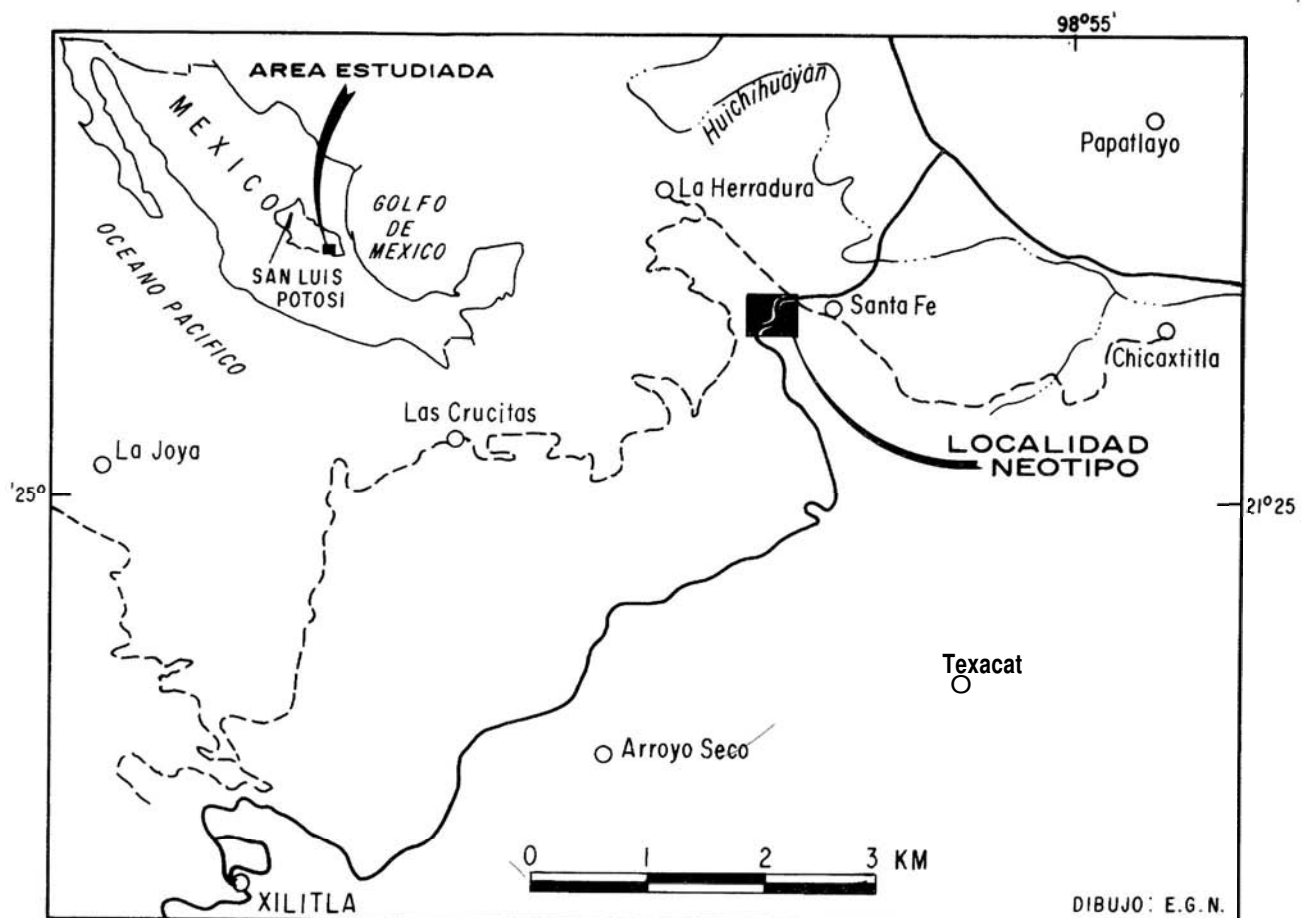 98°55'
AREA ESTUDIADA
MEXICO
GOLFO
DE
MEXICO
OCEANO PACIFICO
SAN LUIS
POTOSI
Huichihuayán
Papatlayo
La Herradura
Santa Fe
Chicaxtitla
Las Crucitas
La Joya
LOCALIDAD
NEOTIPO
'25°
21°25
Texacat
Arroyo Seco
0 1 2 3 KM
XILITLA
DIBUJO: E.G.N.